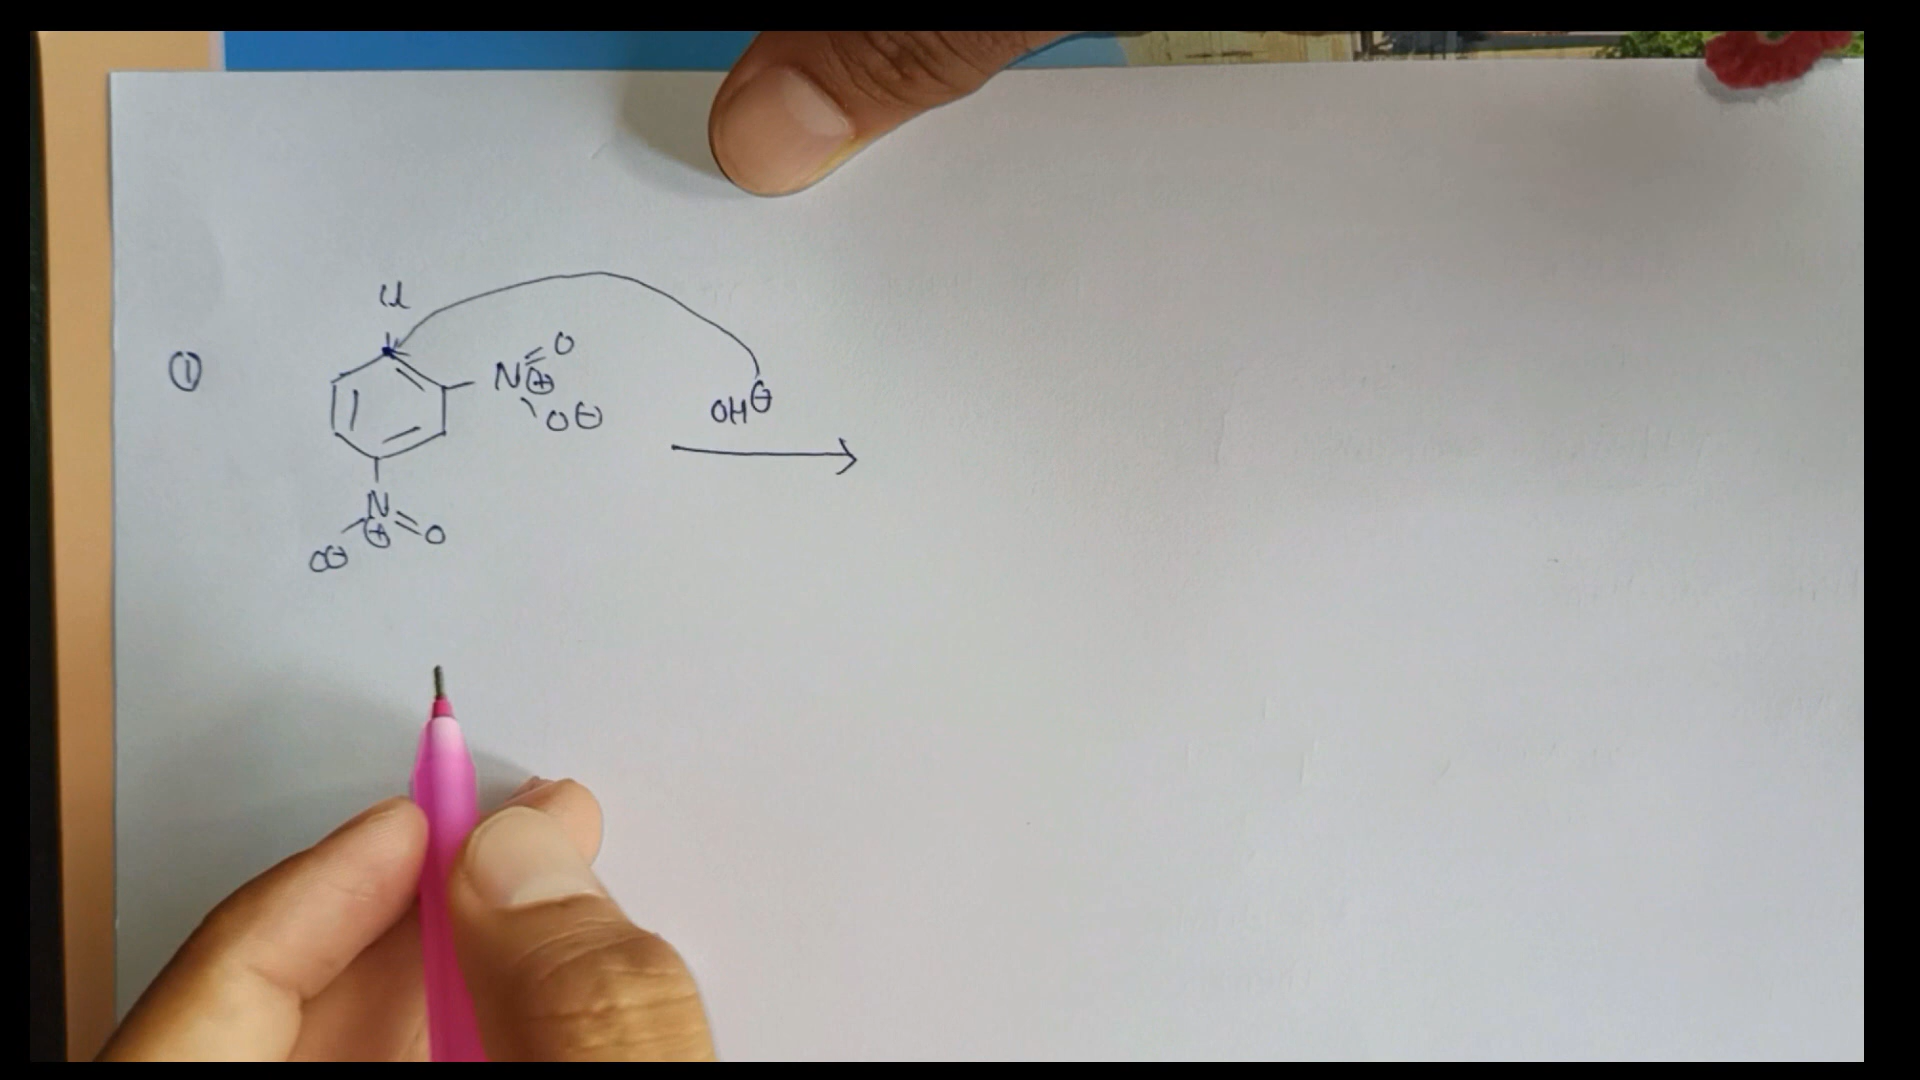 ①
Cl
N⊕
=O
O⊖
OH⊖
N⊕
O⊖
=O